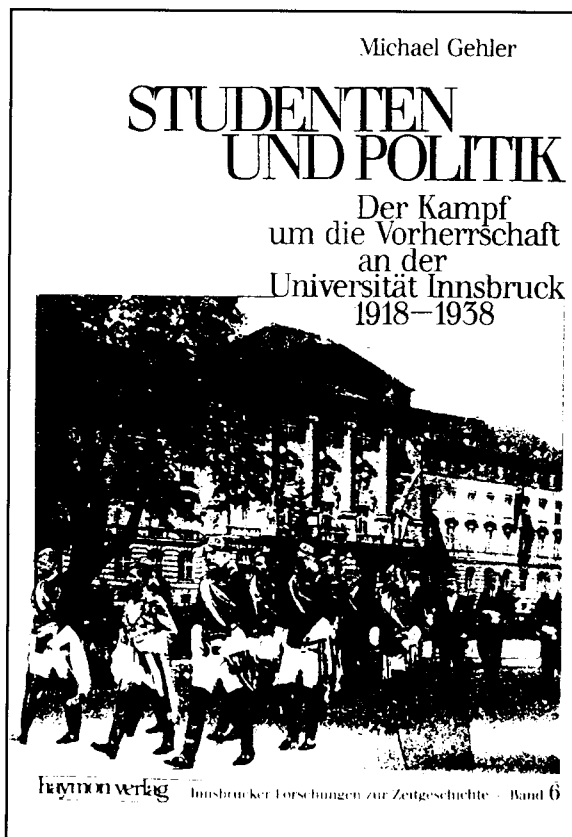 Michael Gehler
STUDENTEN
UND POLITIK
Der Kampf
um die Vorherrschaft
an der
Universität Innsbruck
1918–1938
haymon verlag Innsbrucker Forschungen zur Zeitgeschichte · Band 6